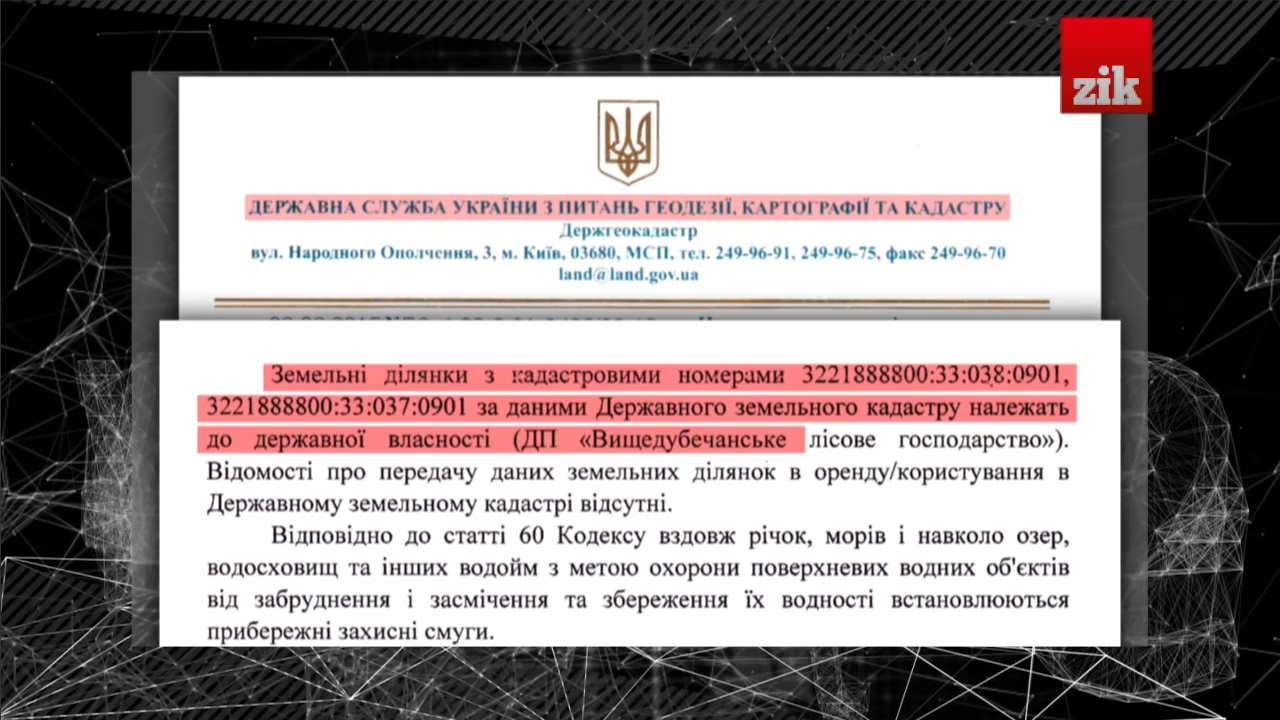 zik
ДЕРЖАВНА СЛУЖБА УКРАЇНИ З ПИТАНЬ ГЕОДЕЗІЇ, КАРТОГРАФІЇ ТА КАДАСТРУ
Держгеокадастр
вул. Народного Ополчення, 3, м. Київ, 03680, МСП, тел. 249-96-91, 249-96-75, факс 249-96-70
land@land.gov.ua
Земельні ділянки з кадастровими номерами 3221888800:33:038:0901,
3221888800:33:037:0901 за даними Державного земельного кадастру належать
до державної власності (ДП «Вищедубечанське лісове господарство»).
Відомості про передачу даних земельних ділянок в оренду/користування в
Державному земельному кадастрі відсутні.
Відповідно до статті 60 Кодексу вздовж річок, морів і навколо озер,
водосховищ та інших водойм з метою охорони поверхневих водних об'єктів
від забруднення і засмічення та збереження їх водності встановлюються
прибережні захисні смуги.